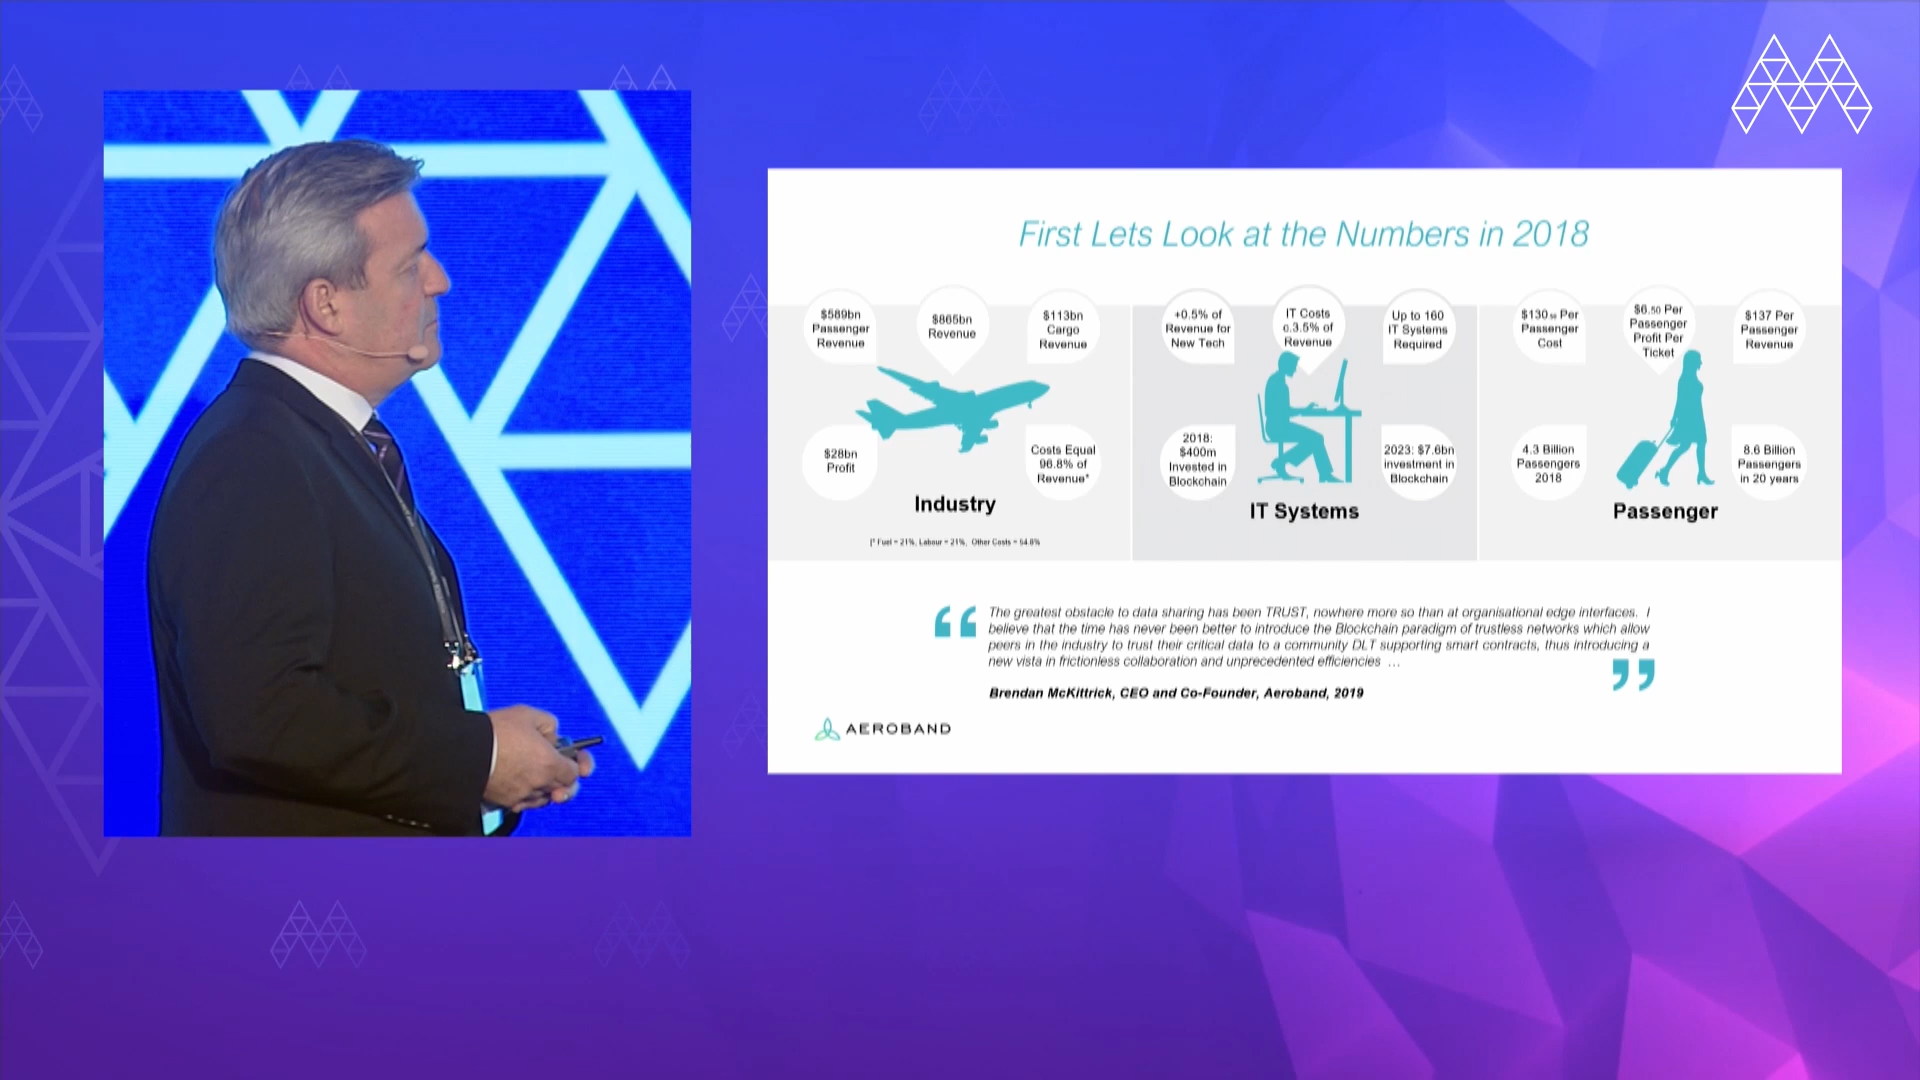 First Lets Look at the Numbers in 2018
$589bn
Passenger
Revenue
$865bn
Revenue
$113bn
Cargo
Revenue
$28bn
Profit
Costs Equal
96.8% of
Revenue*
Industry
(* Fuel = 21%, Labour = 21%, Other Costs = 54.8%
+0.5% of
Revenue for
New Tech
IT Costs
c.3.5% of
Revenue
Up to 160
IT Systems
Required
2018:
$400m
Invested in
Blockchain
2023: $7.6bn
investment in
Blockchain
IT Systems
$130.50 Per
Passenger
Cost
$6.50 Per
Passenger
Profit Per
Ticket
$137 Per
Passenger
Revenue
4.3 Billion
Passengers
2018
8.6 Billion
Passengers
in 20 years
Passenger
“ The greatest obstacle to data sharing has been TRUST, nowhere more so than at organisational edge interfaces. I
believe that the time has never been better to introduce the Blockchain paradigm of trustless networks which allow
peers in the industry to trust their critical data to a community DLT supporting smart contracts, thus introducing a
new vista in frictionless collaboration and unprecedented efficiencies … ”
Brendan McKittrick, CEO and Co-Founder, Aeroband, 2019
AEROBAND